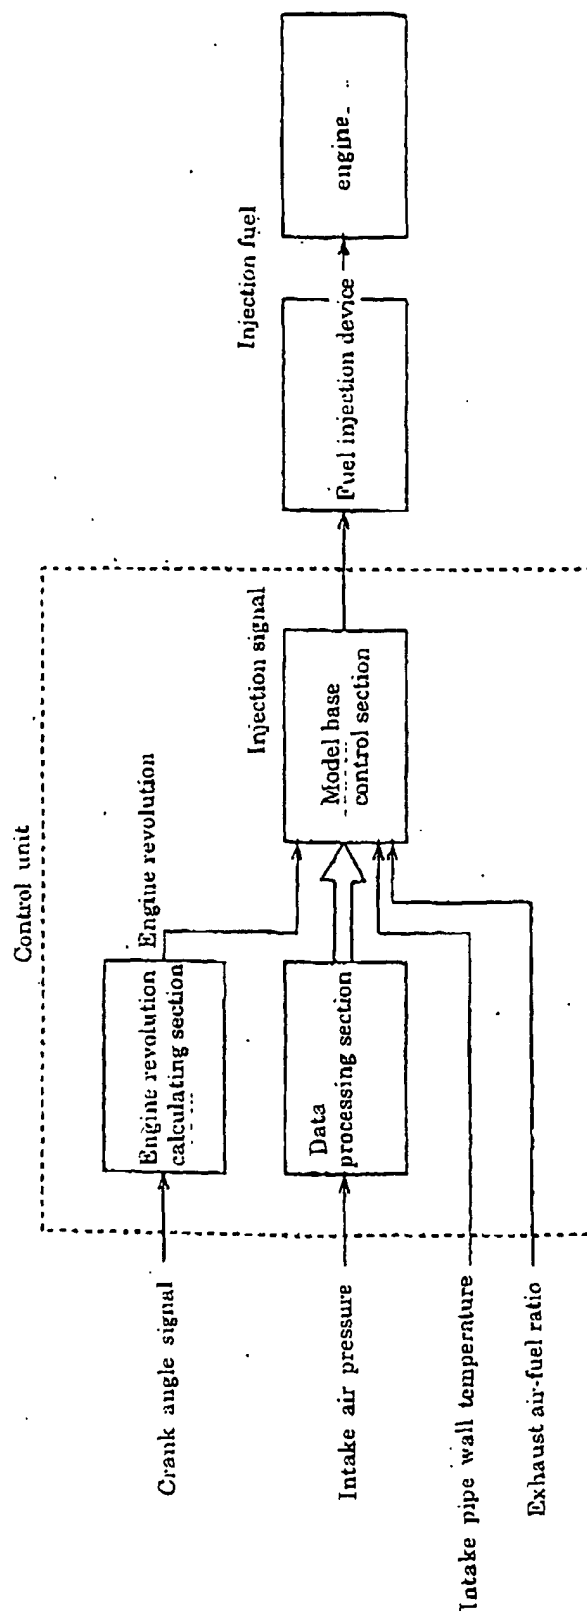 Control unit
Crank angle signal
Engine revolution
calculating section
Engine revolution
Intake air pressure
Data
processing section
Injection signal
Model base
control section
Fuel injection device
Injection fuel
engine
Intake pipe wall temperature
Exhaust air-fuel ratio